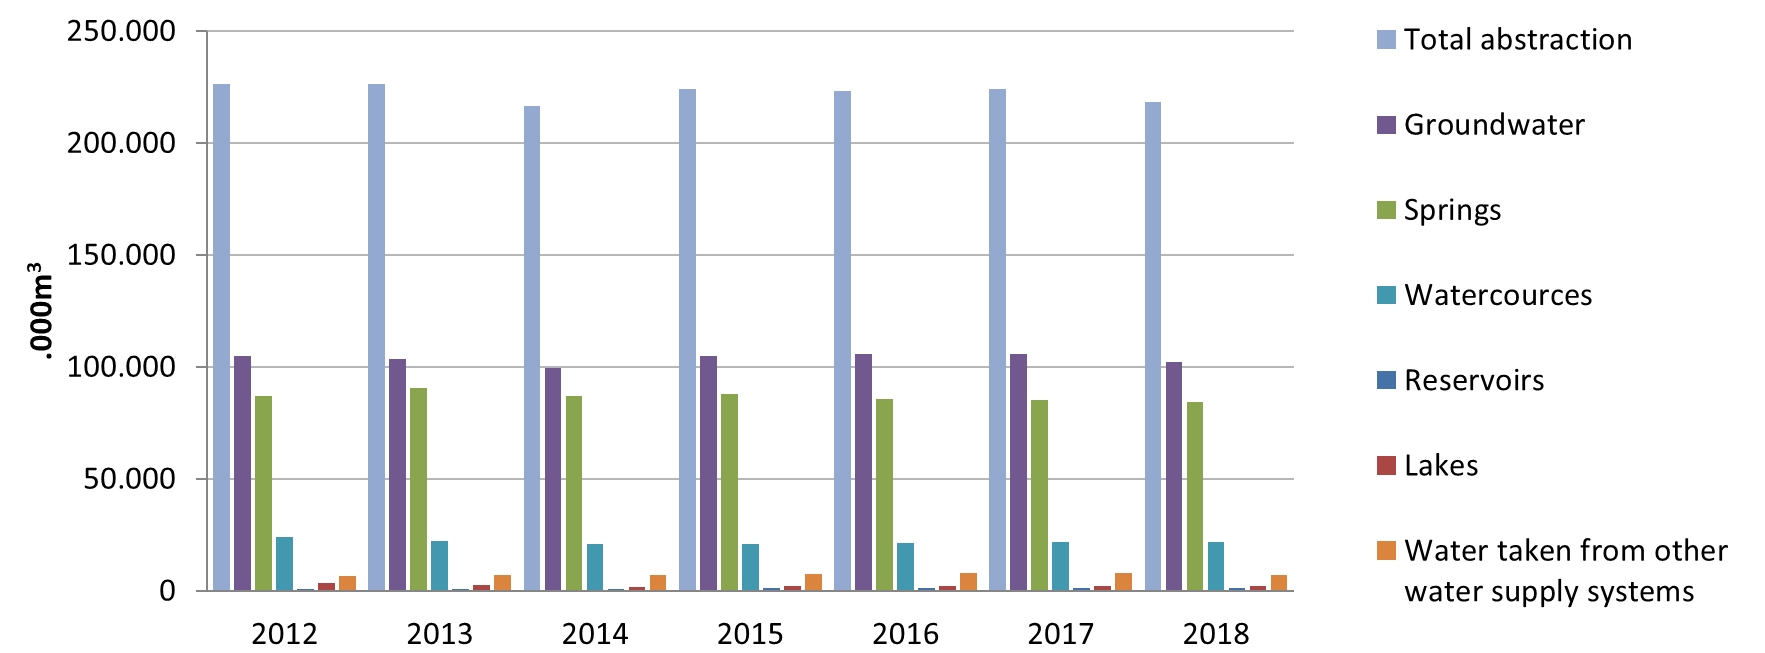 250.000
200.000
150.000
100.000
50.000
0
.000m³
2012 2013 2014 2015 2016 2017 2018
Total abstraction
Groundwater
Springs
Watercources
Reservoirs
Lakes
Water taken from other
water supply systems